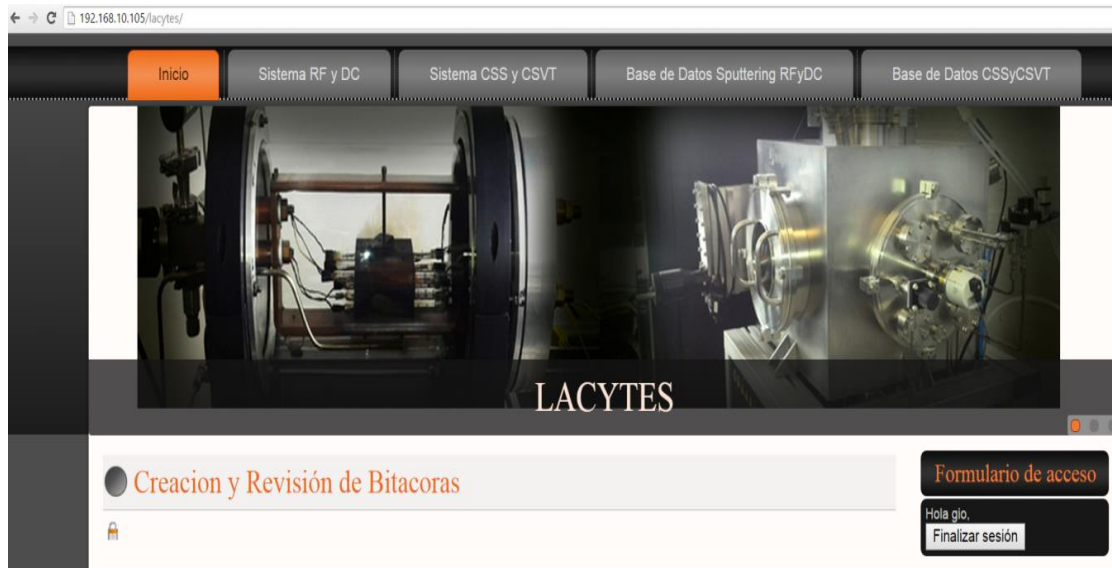 192.168.10.105/lacytes/
Inicio
Sistema RF y DC
Sistema CSS y CSVT
Base de Datos Sputtering RFyDC
Base de Datos CSSyCSVT
LACYTES
Creacion y Revisión de Bitacoras
Formulario de acceso
Hola gio,
Finalizar sesión